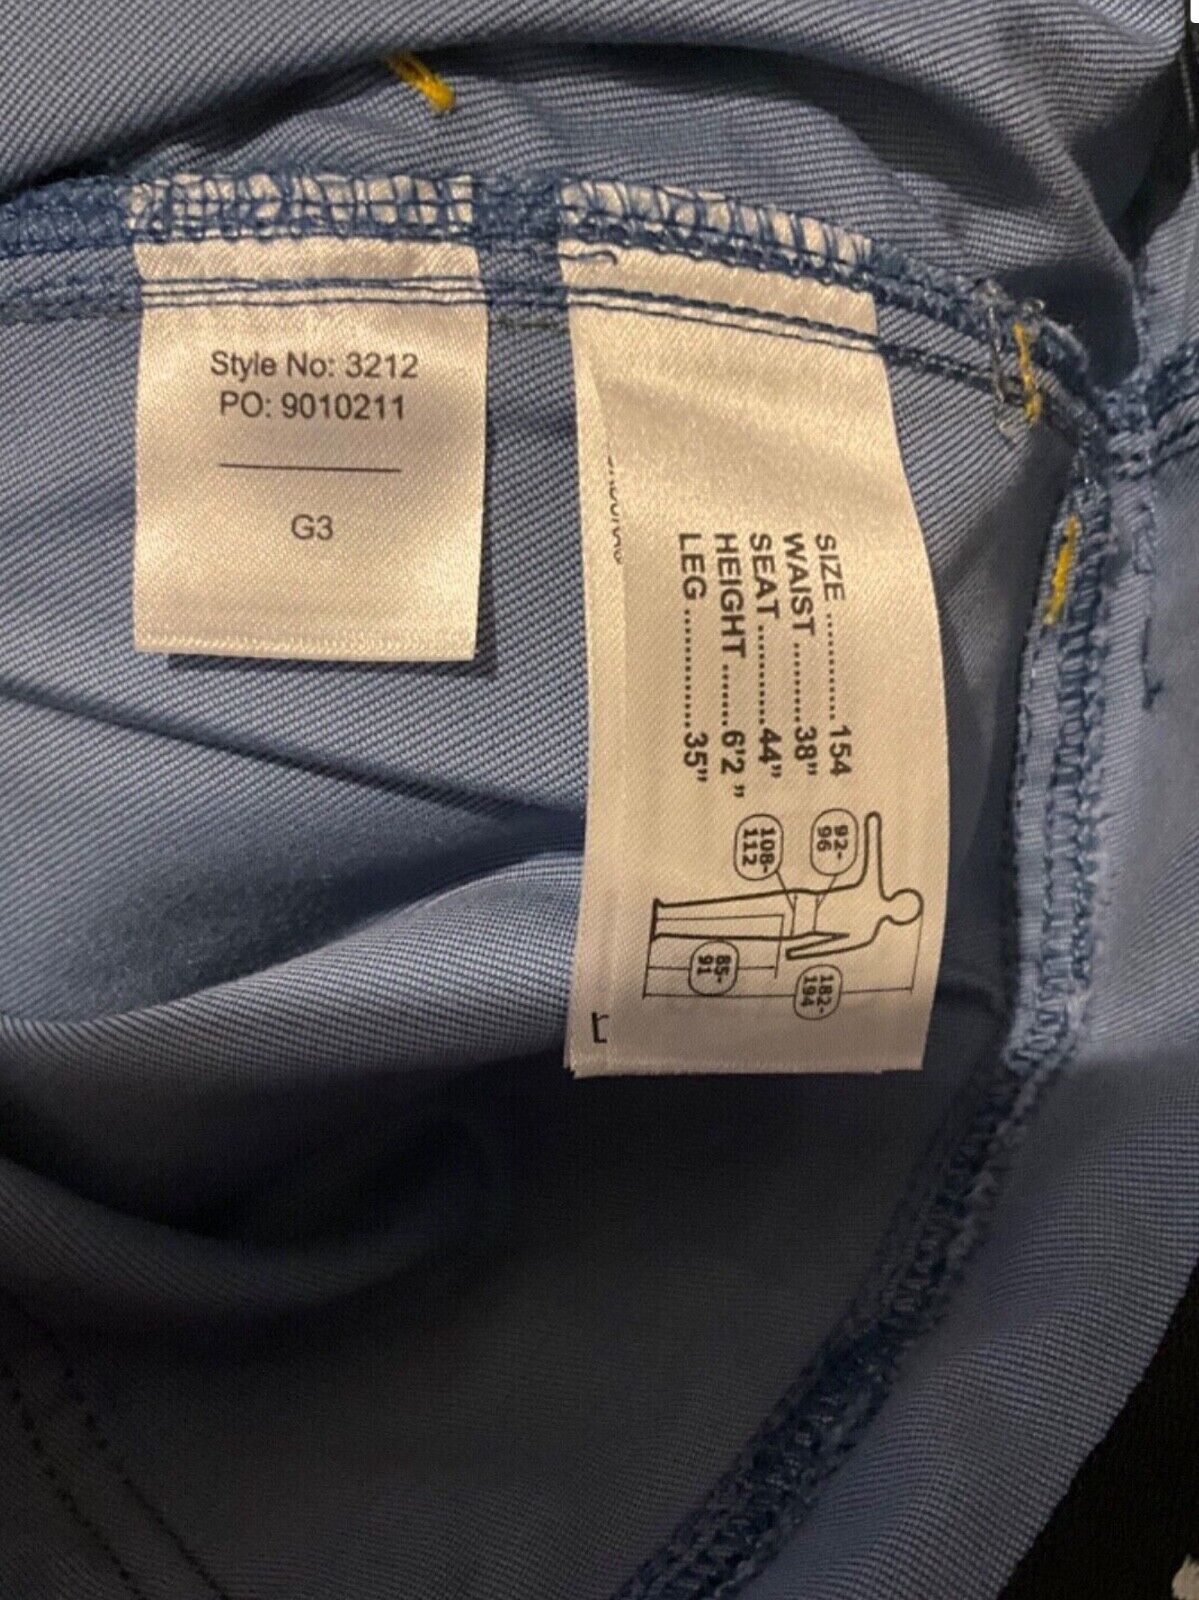 Style No: 3212
PO: 9010211
G3
SIZE ...........154
WAIST .........38"
SEAT ...........44"
HEIGHT .......6'2 "
LEG ............35"
92-
96
108-
112
182-
194
85-
91